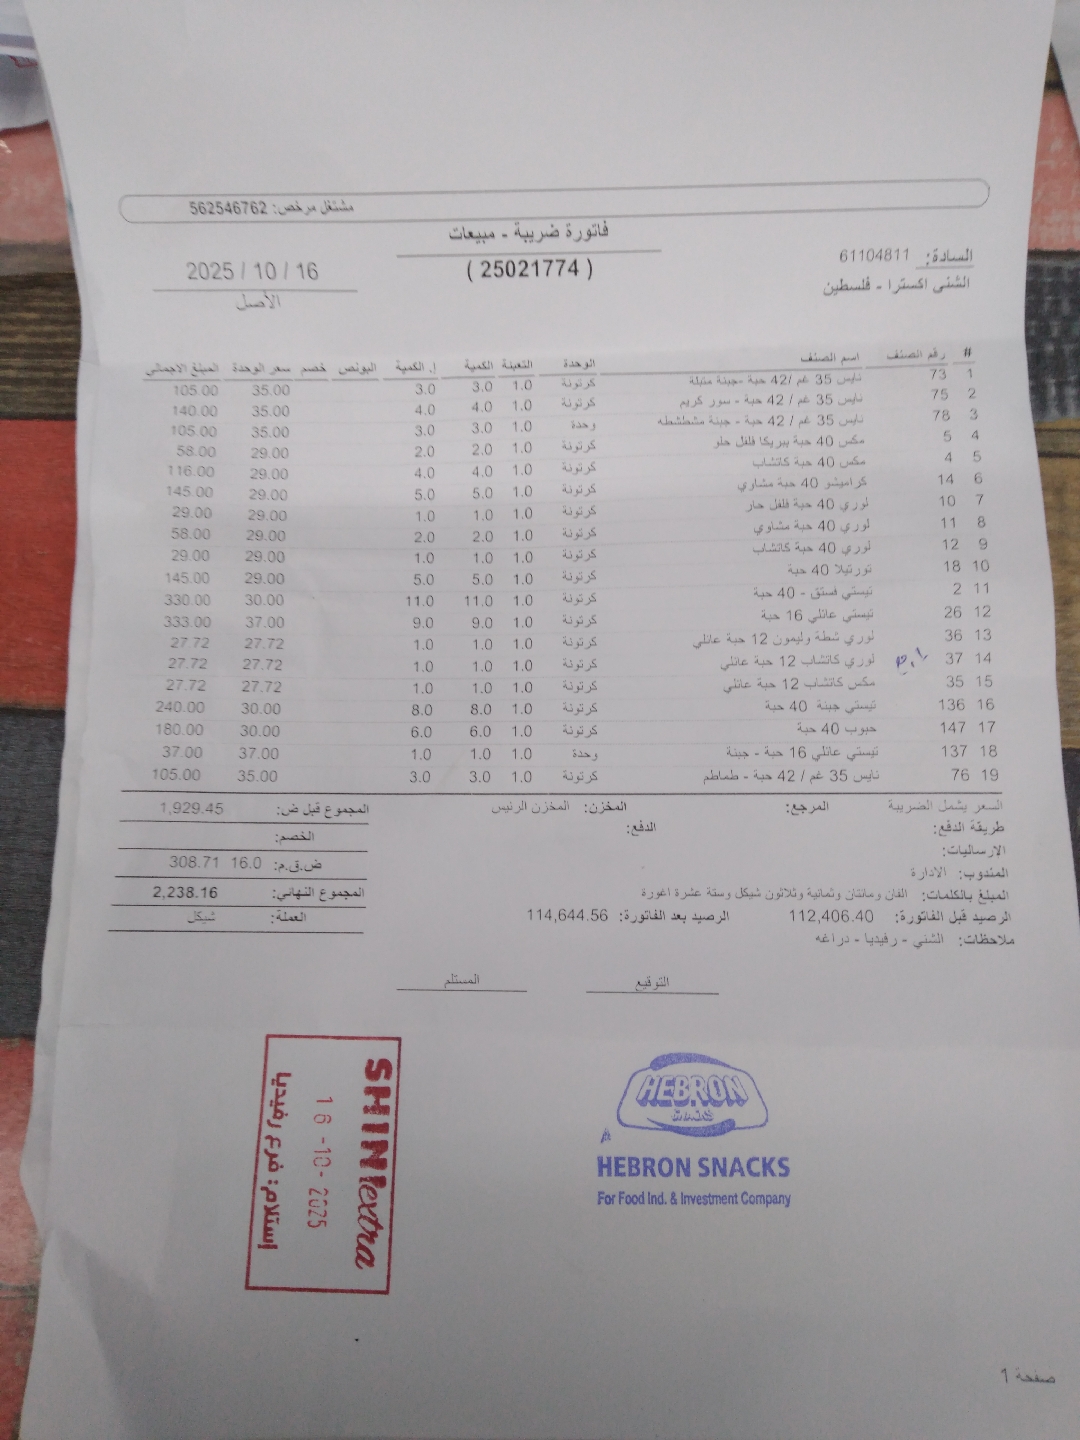 مشتغل مرخص: 562546762
فاتورة ضريبة - مبيعات
( 25021774 )
السادة: 61104811
الشني اكسترا - فلسطين
2025 / 10 / 16
الأصل
# رقم الصنف اسم الصنف الوحدة التعبئة الكمية إ. الكمية البونص خصم سعر الوحدة المبلغ الاجمالي
1 73 نايس 35 غم /42 حبة -جبنة متبلة كرتونة 1.0 3.0 3.0 35.00 105.00
2 75 نايس 35 غم / 42 حبة - سور كريم كرتونة 1.0 4.0 4.0 35.00 140.00
3 78 نايس 35 غم / 42 حبة - جبنة مشطشطه وحدة 1.0 3.0 3.0 35.00 105.00
4 5 مكس 40 حبة ببريكا فلفل حلو كرتونة 1.0 2.0 2.0 29.00 58.00
5 4 مكس 40 حبة كاتشاب كرتونة 1.0 4.0 4.0 29.00 116.00
6 14 كراميشو 40 حبة مشاوي كرتونة 1.0 5.0 5.0 29.00 145.00
7 10 لوري 40 حبة فلفل حار كرتونة 1.0 1.0 1.0 29.00 29.00
8 11 لوري 40 حبة مشاوي كرتونة 1.0 2.0 2.0 29.00 58.00
9 12 لوري 40 حبة كاتشاب كرتونة 1.0 1.0 1.0 29.00 29.00
10 18 تورتيلا 40 حبة كرتونة 1.0 5.0 5.0 29.00 145.00
11 2 تيستي فستق - 40 حبة كرتونة 1.0 11.0 11.0 30.00 330.00
12 26 تيستي عائلي 16 حبة كرتونة 1.0 9.0 9.0 37.00 333.00
13 36 لوري شطة وليمون 12 حبة عائلي كرتونة 1.0 1.0 1.0 27.72 27.72
14 37 لوري كاتشاب 12 حبة عائلي كرتونة 1.0 1.0 1.0 27.72 27.72
15 35 مكس كاتشاب 12 حبة عائلي كرتونة 1.0 1.0 1.0 27.72 27.72
16 136 تيستي جبنة 40 حبة كرتونة 1.0 8.0 8.0 30.00 240.00
17 147 حبوب 40 حبة كرتونة 1.0 6.0 6.0 30.00 180.00
18 137 تيستي عائلي 16 حبة - جبنة وحدة 1.0 1.0 1.0 37.00 37.00
19 76 نايس 35 غم / 42 حبة - طماطم كرتونة 1.0 3.0 3.0 35.00 105.00
السعر يشمل الضريبة المرجع: المخزن: المخزن الرئيس المجموع قبل ض: 1,929.45
طريقة الدفع: الدفع: الخصم:
الارساليات: ض.ق.م: 16.0 308.71
المندوب: الادارة
المبلغ بالكلمات: الفان ومائتان وثمانية وثلاثون شيكل وستة عشرة اغورة المجموع النهائي: 2,238.16
الرصيد قبل الفاتورة: 112,406.40 الرصيد بعد الفاتورة: 114,644.56 العملة: شيكل
ملاحظات: الشني - رفيديا - دراغه
التوقيع المستلم
SHINI extra
16 -10- 2025
إستلام: فرع رفيديا
HEBRON
HEBRON SNACKS
For Food Ind. & Investment Company
صفحة 1